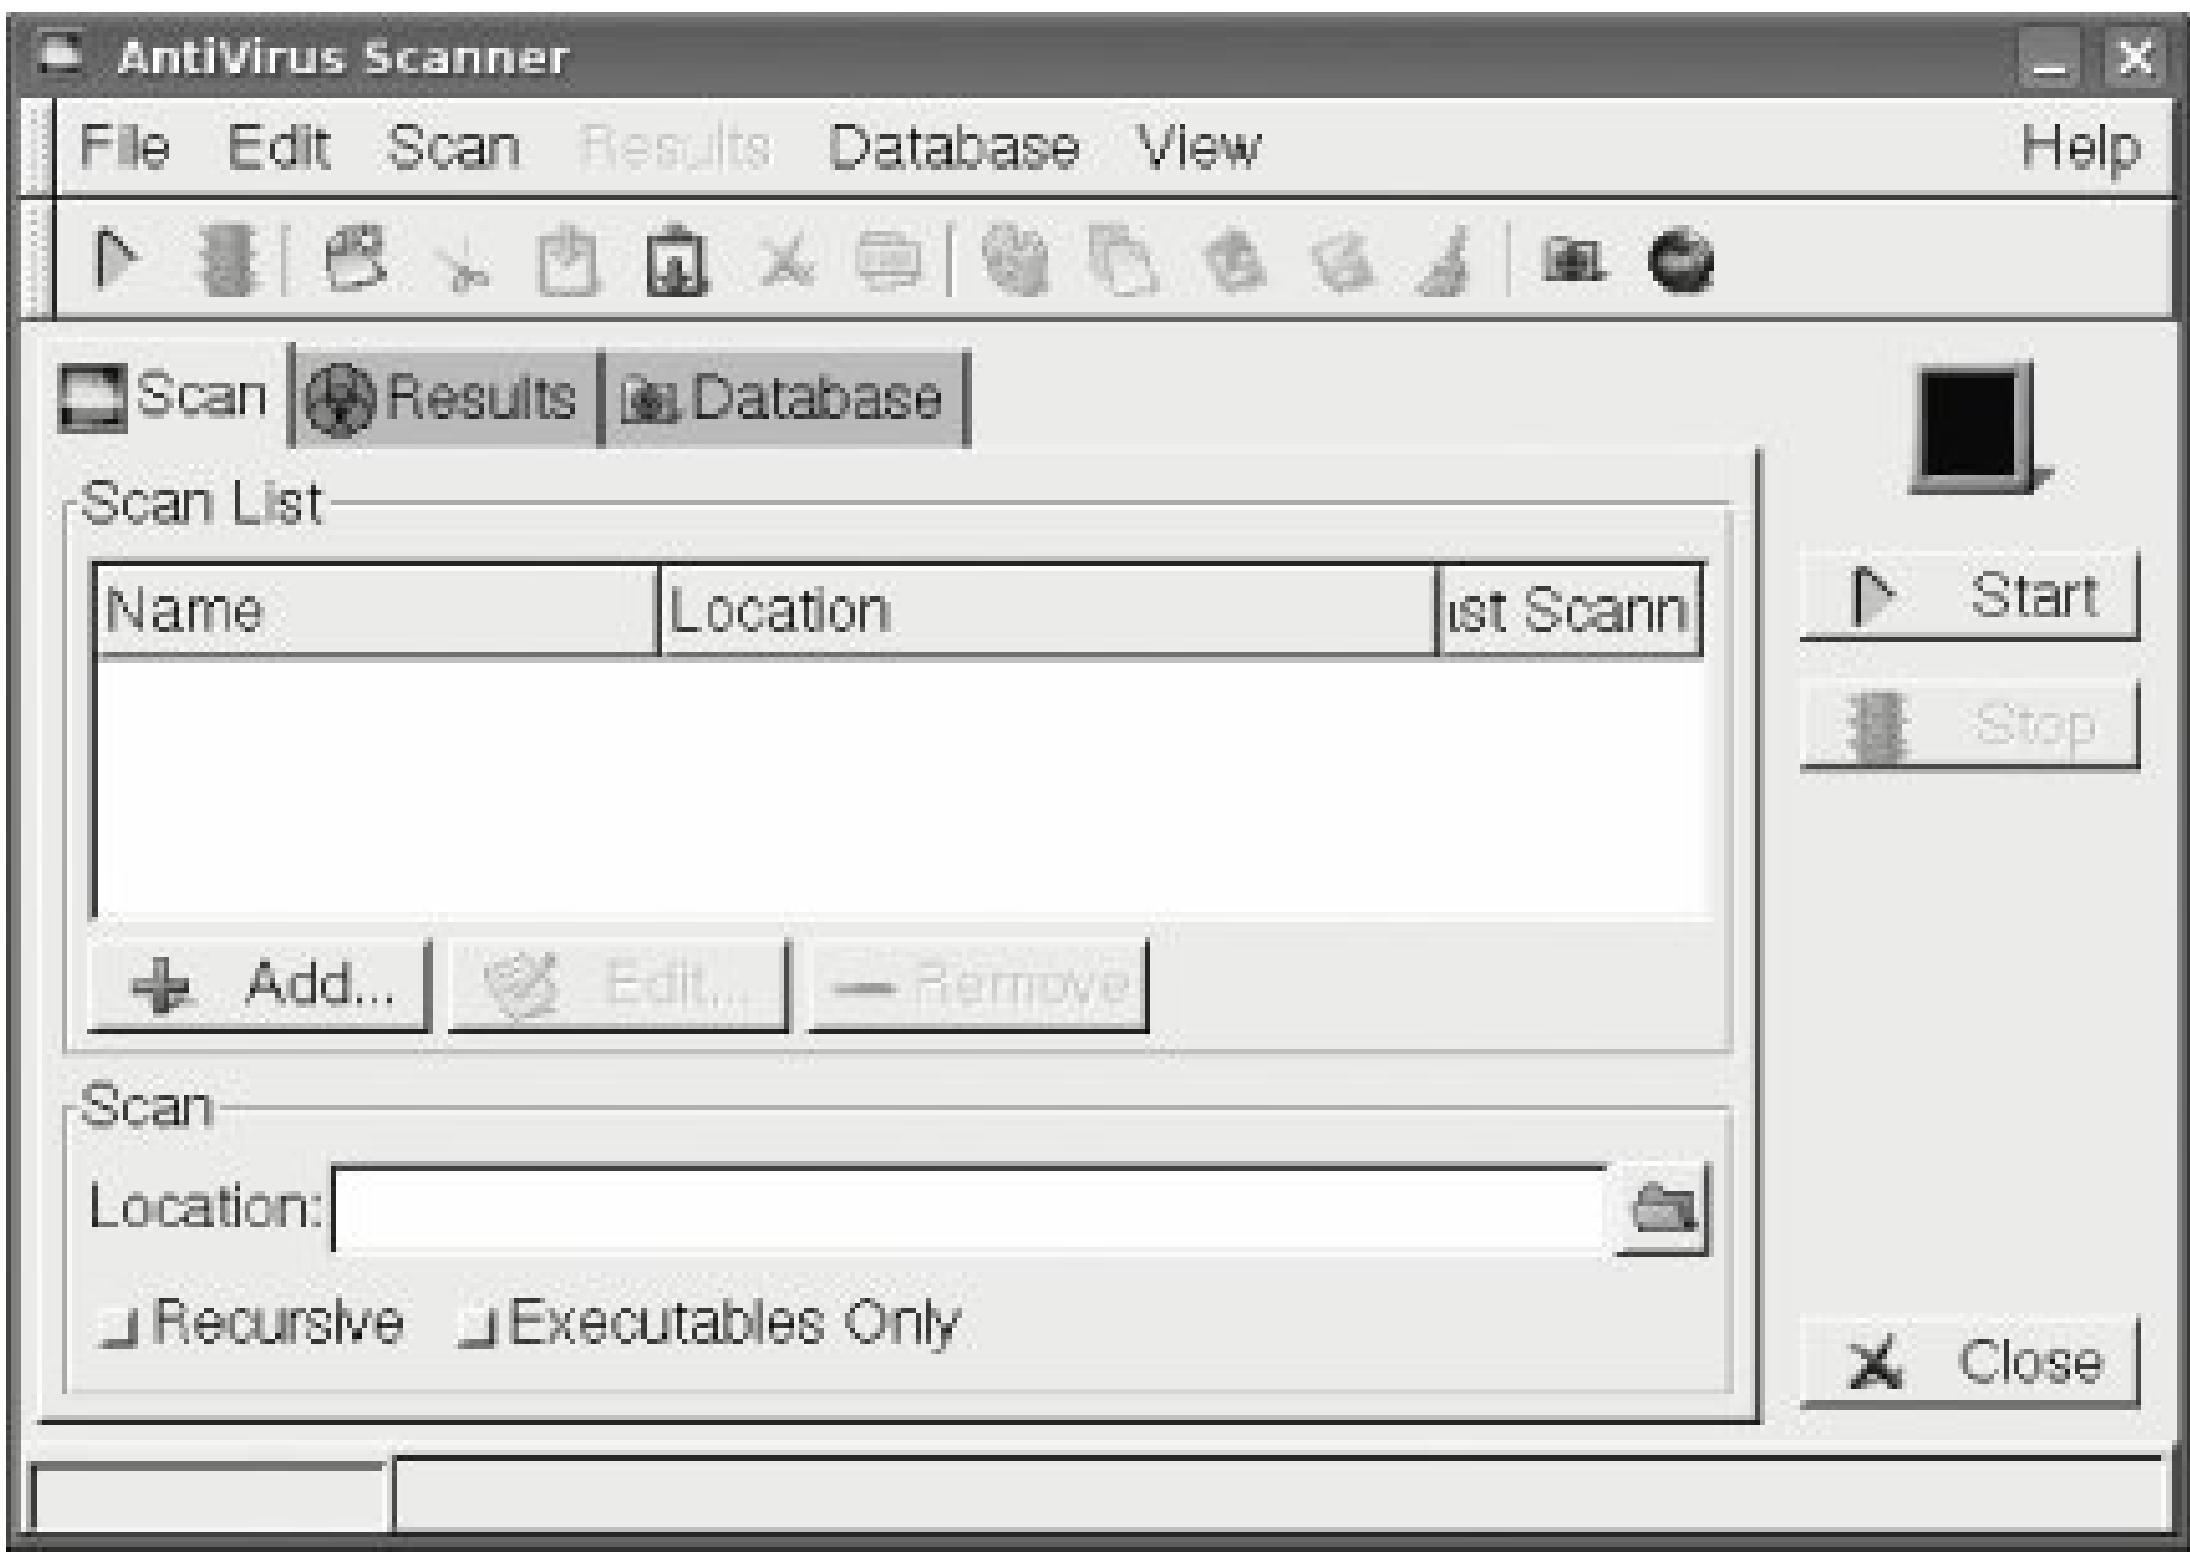 AntiVirus Scanner
File Edit Scan Results Database View Help
Scan Results Database
Scan List
Name Location ıst Scann
Start
Stop
Add... Edit... Remove
Scan
Location:
Recursive Executables Only
Close